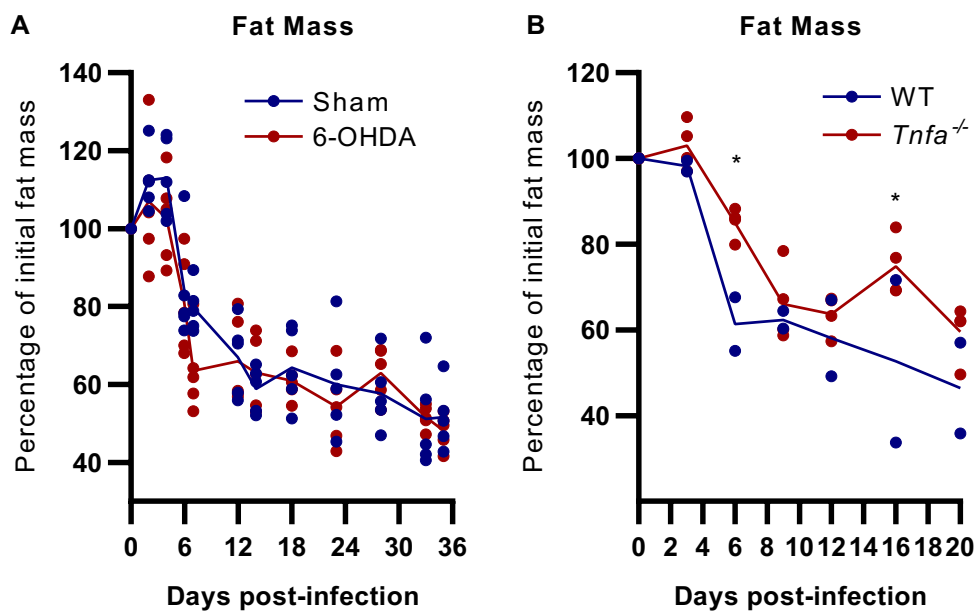 A
Fat Mass
Percentage of initial fat mass
140
120
100
80
60
40
Sham
6-OHDA
0 6 12 18 24 30 36
Days post-infection
B
Fat Mass
Percentage of initial fat mass
120
100
80
60
40
WT
Tnfa -/-
*
*
0 2 4 6 8 10 12 14 16 18 20
Days post-infection